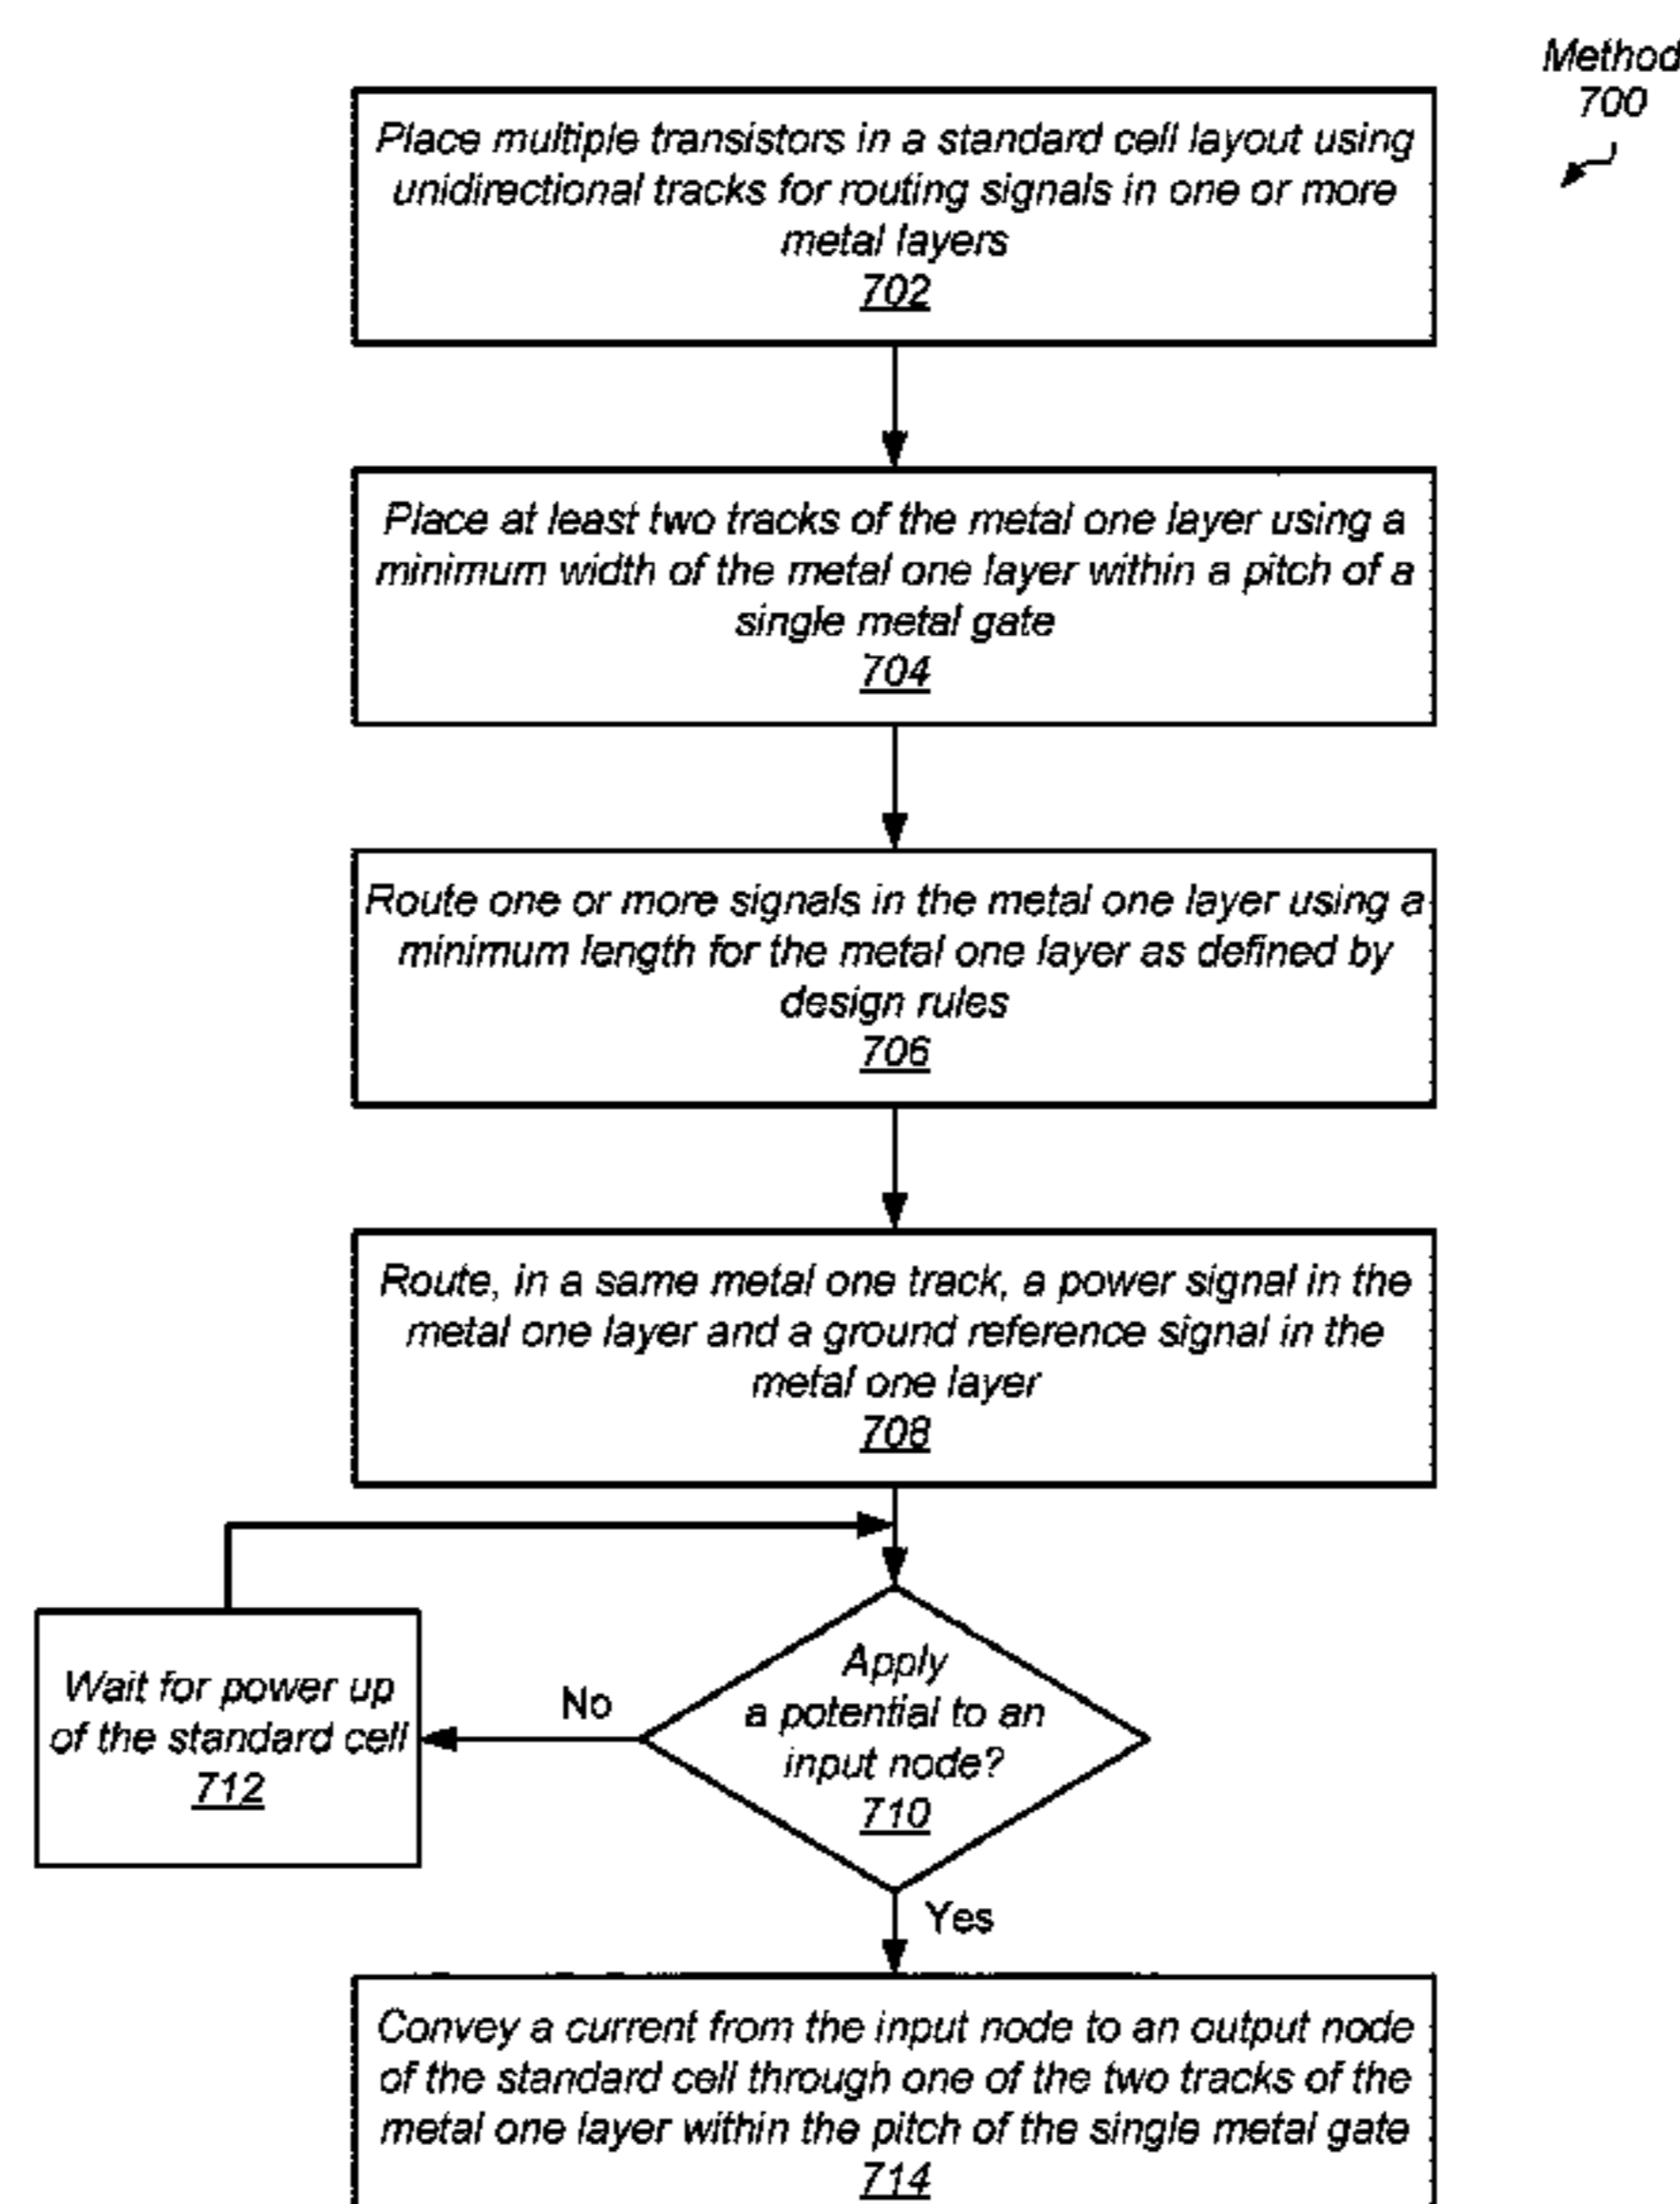 Method
700
Place multiple transistors in a standard cell layout using
unidirectional tracks for routing signals in one or more
metal layers
702
Place at least two tracks of the metal one layer using a
minimum width of the metal one layer within a pitch of a
single metal gate
704
Route one or more signals in the metal one layer using a
minimum length for the metal one layer as defined by
design rules
706
Route, in a same metal one track, a power signal in the
metal one layer and a ground reference signal in the
metal one layer
708
Apply
a potential to an
input node?
710
No
Wait for power up
of the standard cell
712
Yes
Convey a current from the input node to an output node
of the standard cell through one of the two tracks of the
metal one layer within the pitch of the single metal gate
714